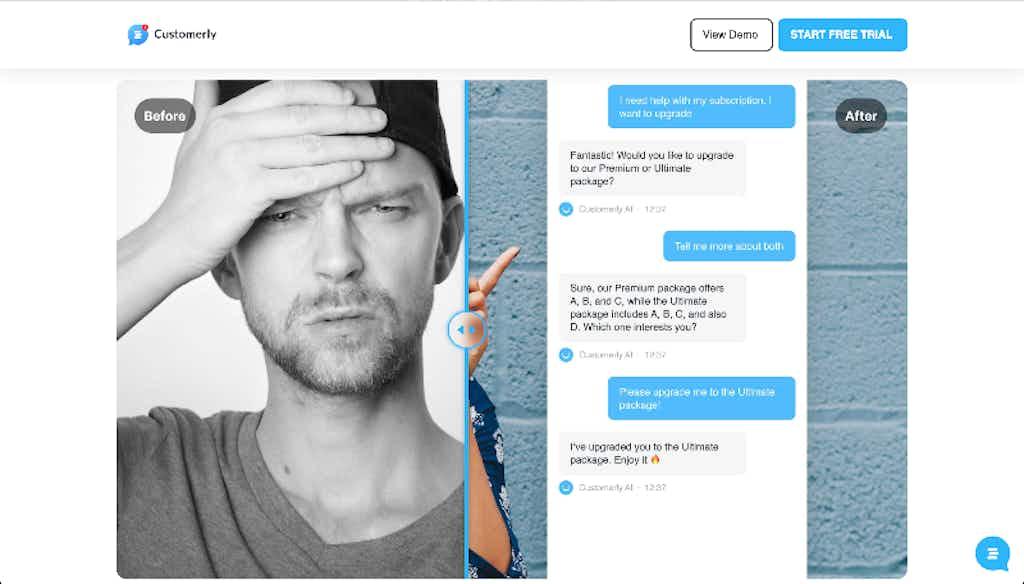 Customerly
View Demo
START FREE TRIAL
Before
After
I need help with my subscription. I
want to upgrade
Fantastic! Would you like to upgrade
to our Premium or Ultimate
package?
Customerly AI · 12:37
Tell me more about both
Sure, our Premium package offers
A, B, and C, while the Ultimate
package includes A, B, C, and also
D. Which one interests you?
Customerly AI · 12:37
Please upgrade me to the Ultimate
package!
I've upgraded you to the Ultimate
package. Enjoy it 🔥
Customerly AI · 12:37